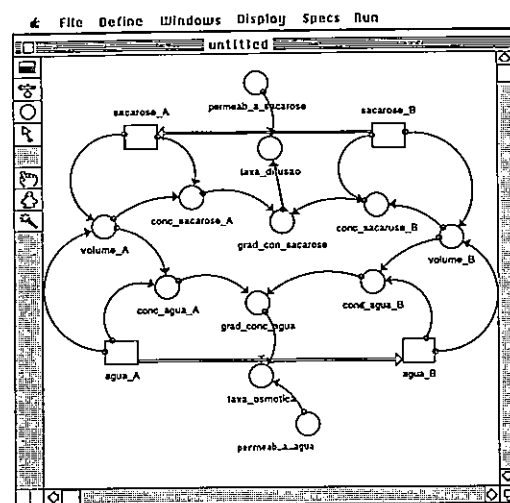 File Define Windows Display Specs Run
untitled
permeab_a_sacarose
sacarose_A
sacarose_B
taxa_difusao
conc_sacarose_A
conc_sacarose_B
grad_con_sacarose
volume_A
volume_B
conc_agua_A
conc_agua_B
grad_conc_agua
agua_A
agua_B
taxa_osmotica
permeab_a_agua